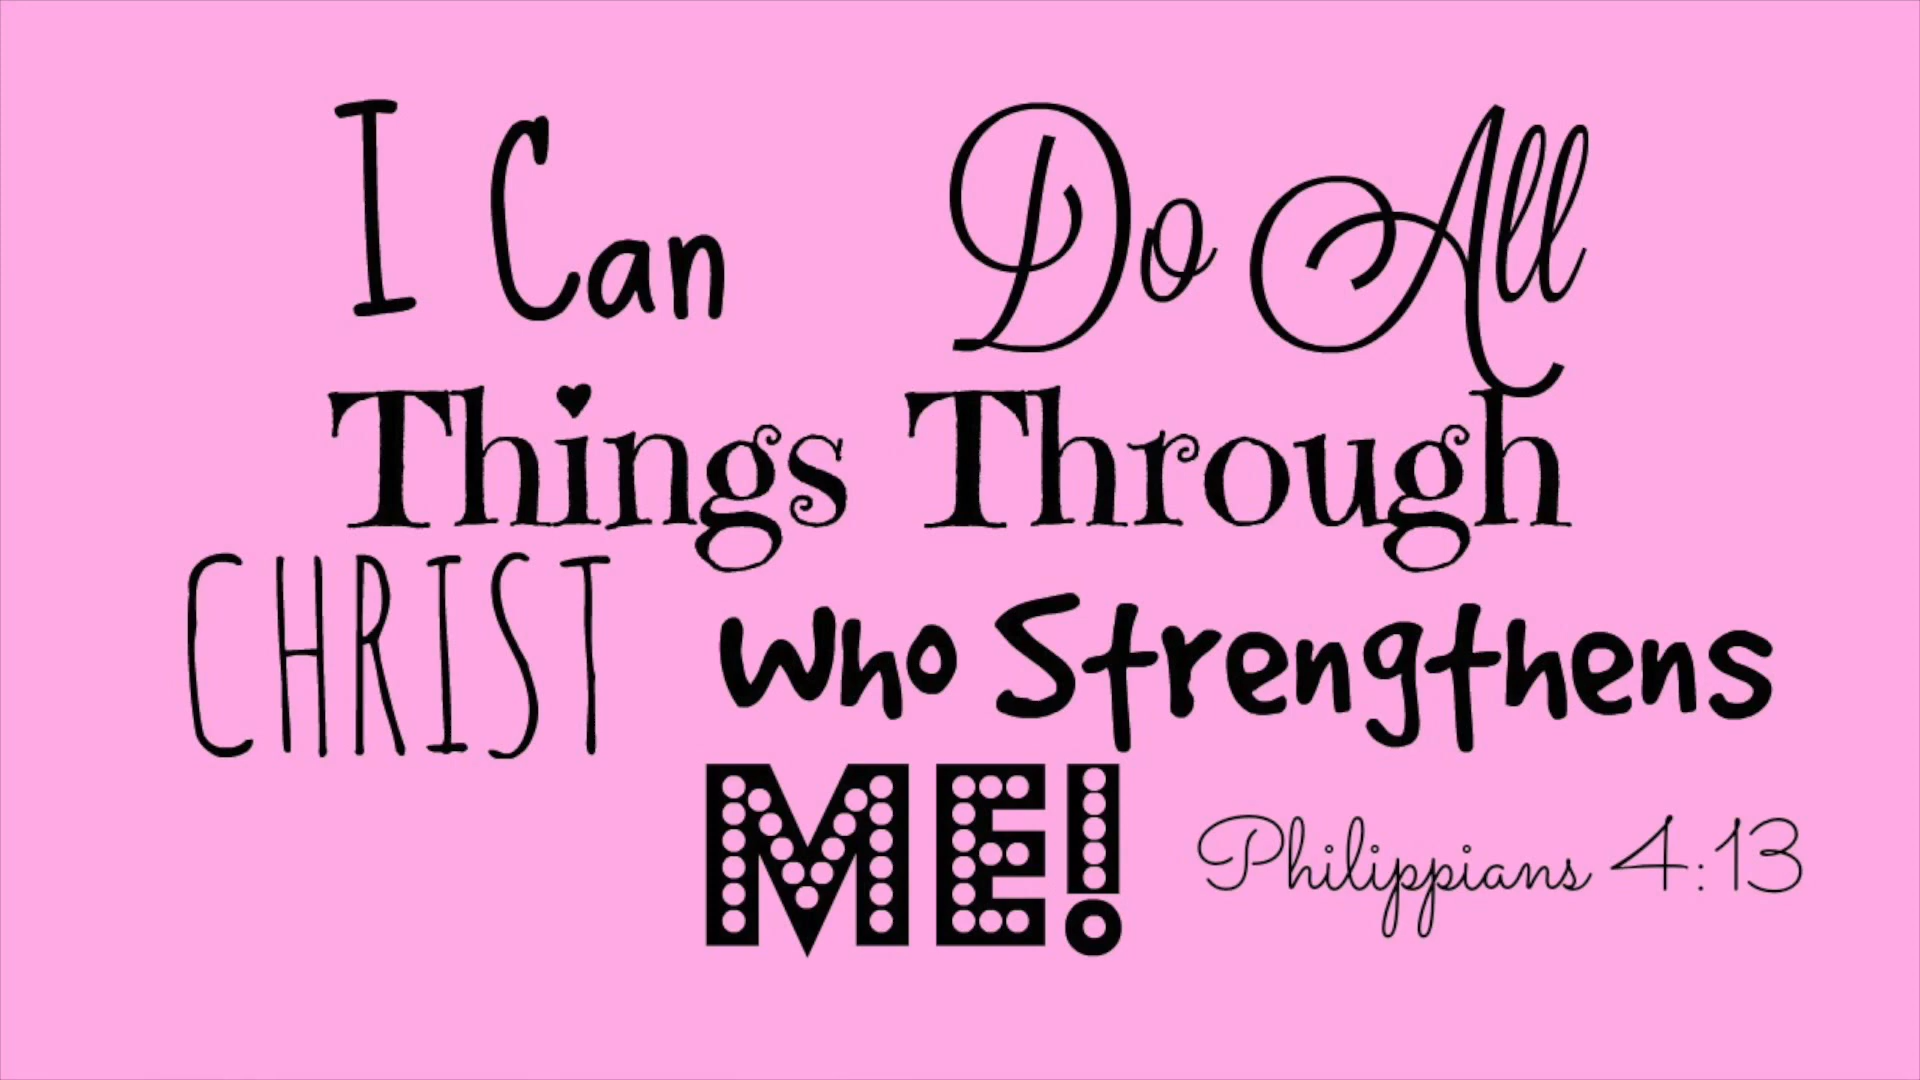 I Can Do All
Things Through
CHRIST who Strengthens
ME! Philippians 4:13